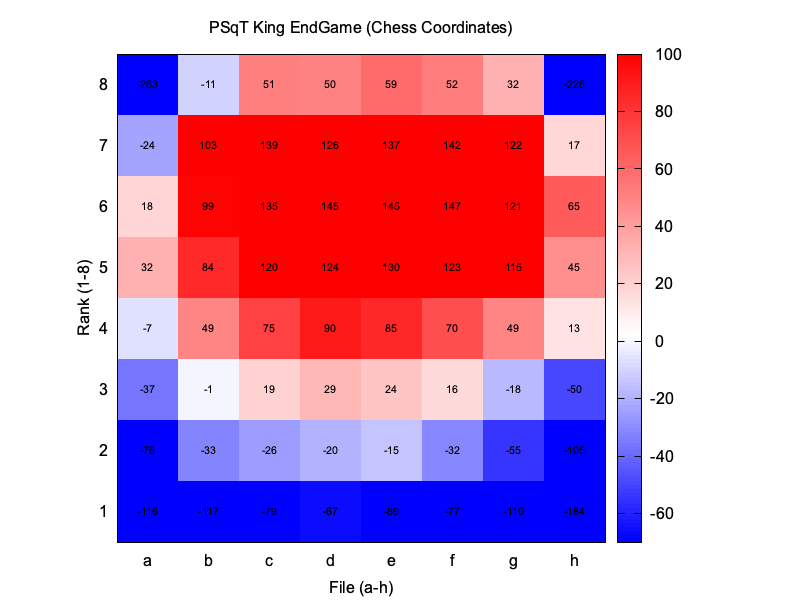 PSqT King EndGame (Chess Coordinates)
100
8 -263 -11 51 50 59 52 32 -226
80
7 -24 103 139 126 137 142 122 17
60
6 18 99 135 145 145 147 121 65
40
5 32 84 120 124 130 123 115 45
20
Rank (1-8)
4 -7 49 75 90 85 70 49 13
0
3 -37 -1 19 29 24 16 -18 -50
-20
2 -76 -33 -26 -20 -15 -32 -55 -105
-40
1 -116 -117 -79 -67 -89 -77 -110 -184
-60
a b c d e f g h
File (a-h)